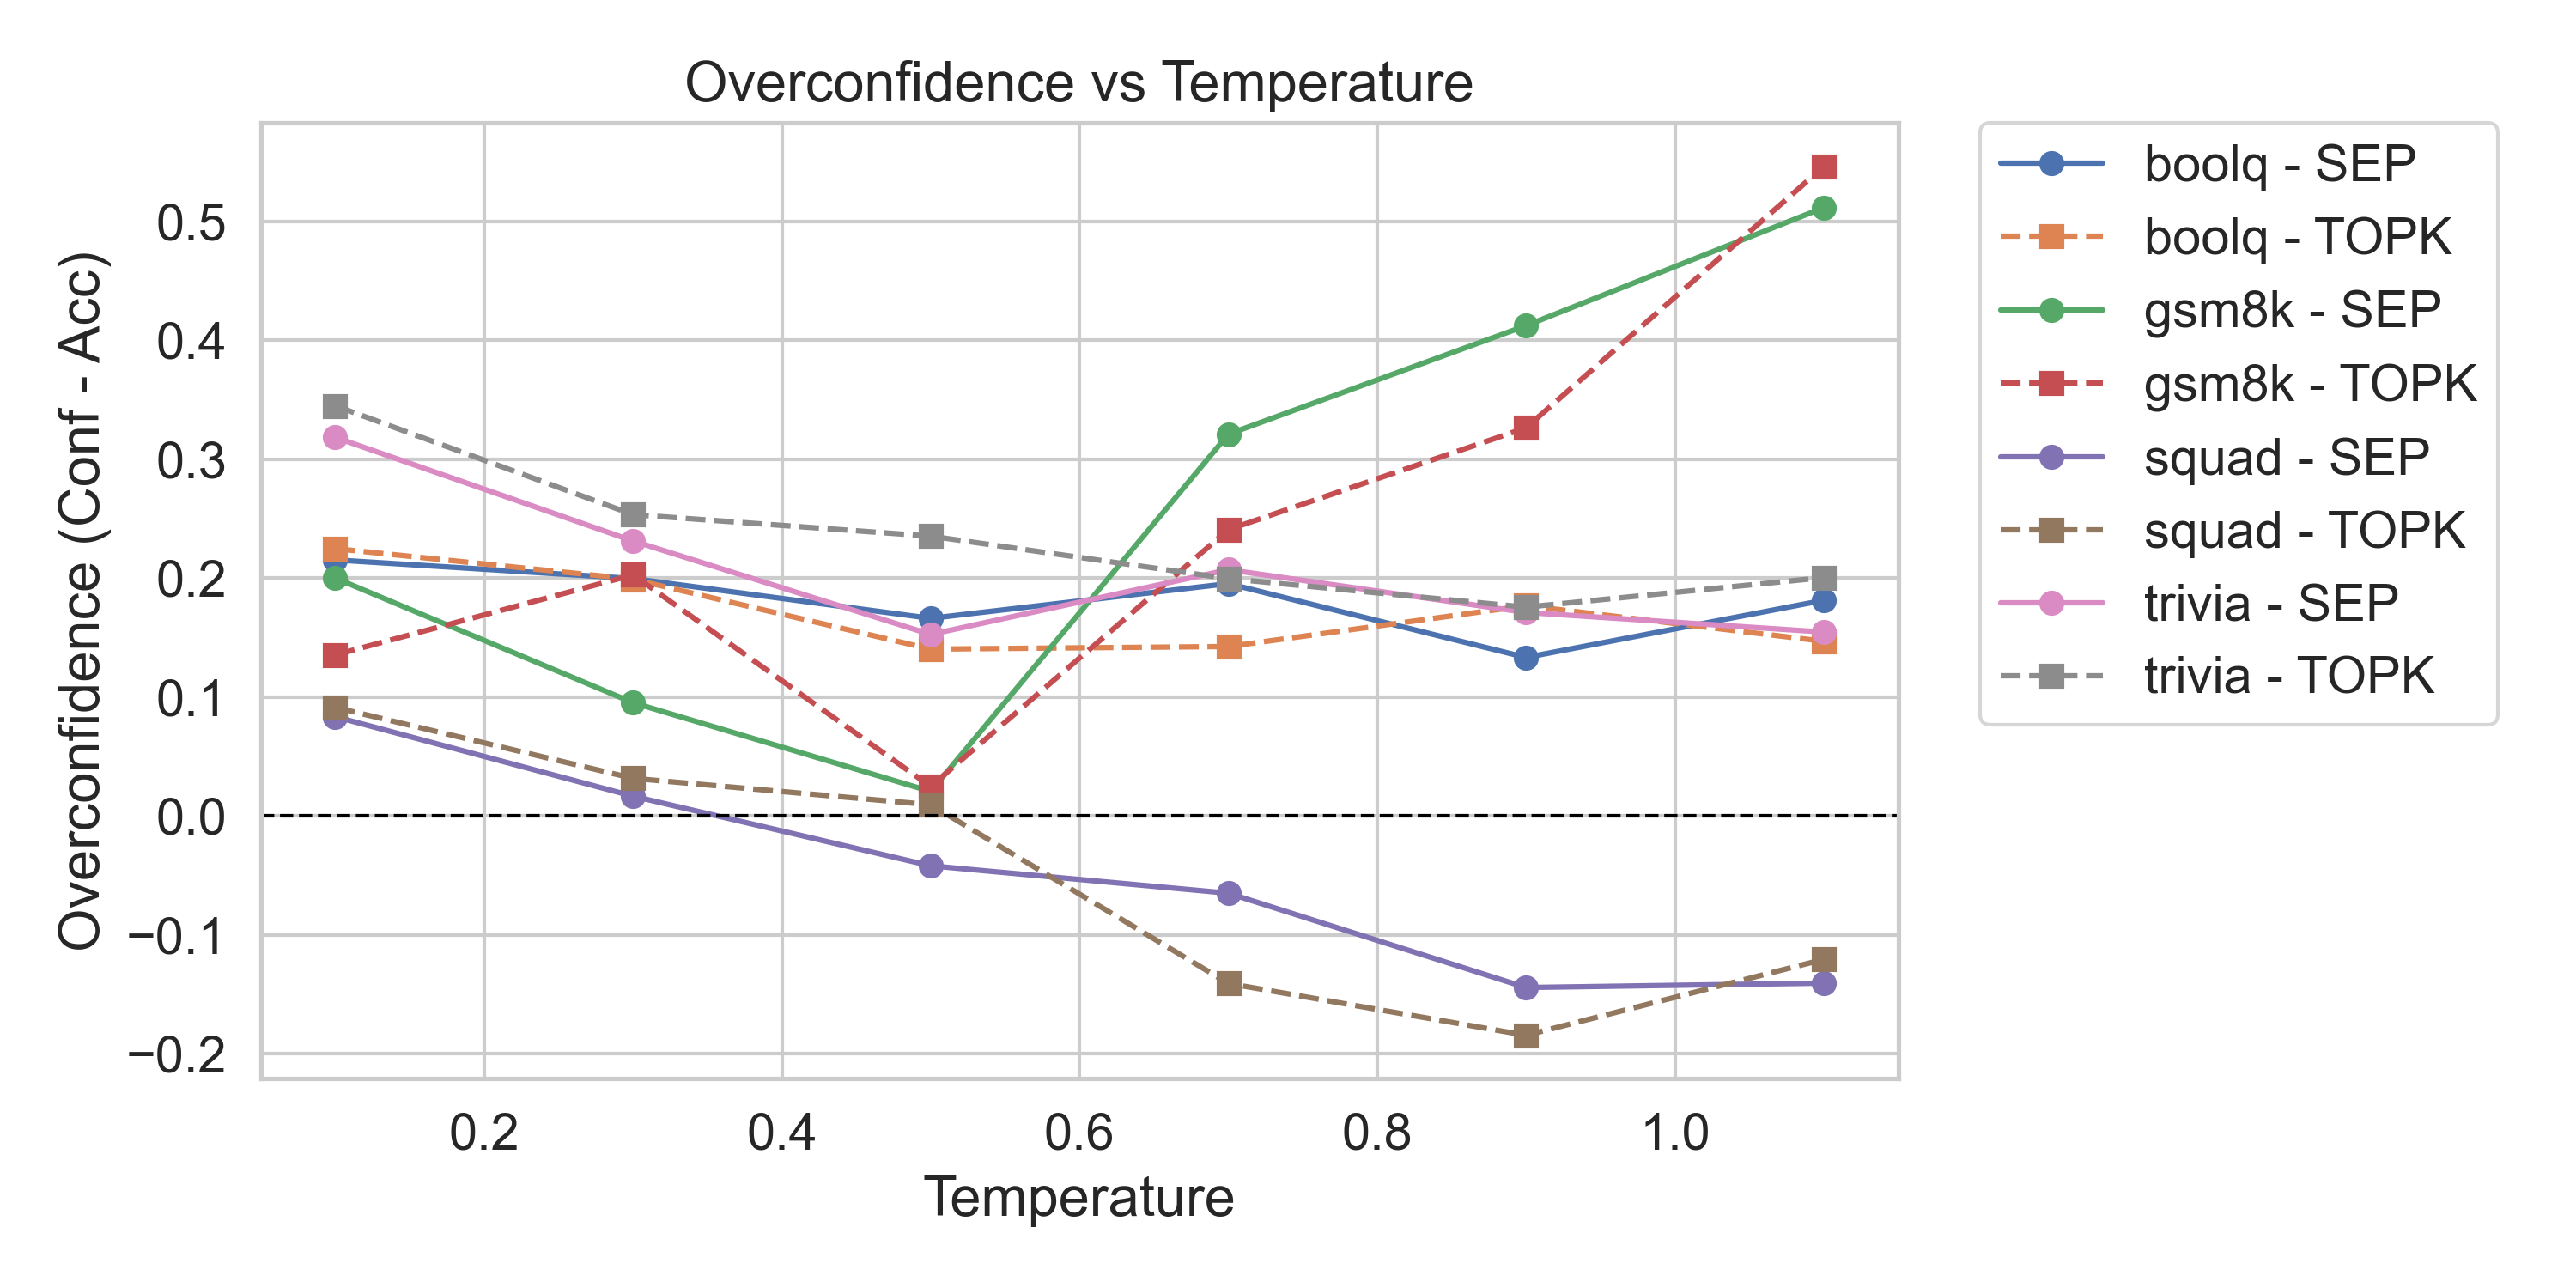 Overconfidence vs Temperature
Overconfidence (Conf - Acc)
0.5
0.4
0.3
0.2
0.1
0.0
−0.1
−0.2
0.2
0.4
0.6
0.8
1.0
Temperature
boolq - SEP
boolq - TOPK
gsm8k - SEP
gsm8k - TOPK
squad - SEP
squad - TOPK
trivia - SEP
trivia - TOPK